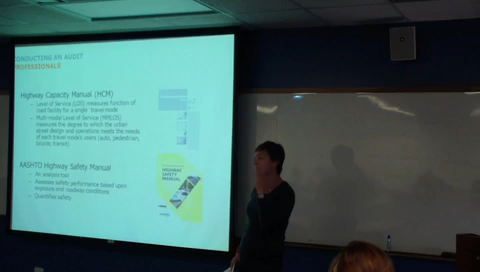 CONDUCTING AN AUDIT
PROFESSIONALS
Highway Capacity Manual (HCM)
– Level of Service (LOS) measures function of
road facility for a single travel mode
– Multi-modal Level of Service (MMLOS)
measures the degree to which the urban
street design and operations meets the needs
of each travel mode's users (auto, pedestrian,
bicycle, transit)
AASHTO Highway Safety Manual
– An analysis tool
– Assesses safety performance based upon
exposure and roadway conditions
– Quantifies safety
HIGHWAY
SAFETY
MANUAL